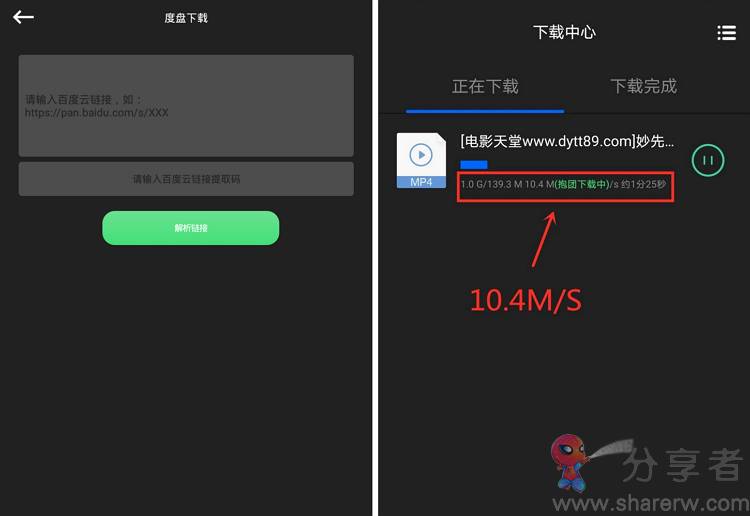 度盘下载
请输入百度云链接，如：
https://pan.baidu.com/s/XXX
请输入百度云链接提取码
解析链接
下载中心
正在下载
下载完成
[电影天堂www.dytt89.com]妙先...
MP4
1.0 G/139.3 M 10.4 M(抱团下载中)/s 约1分25秒
10.4M/S
分享者
www.sharerw.com